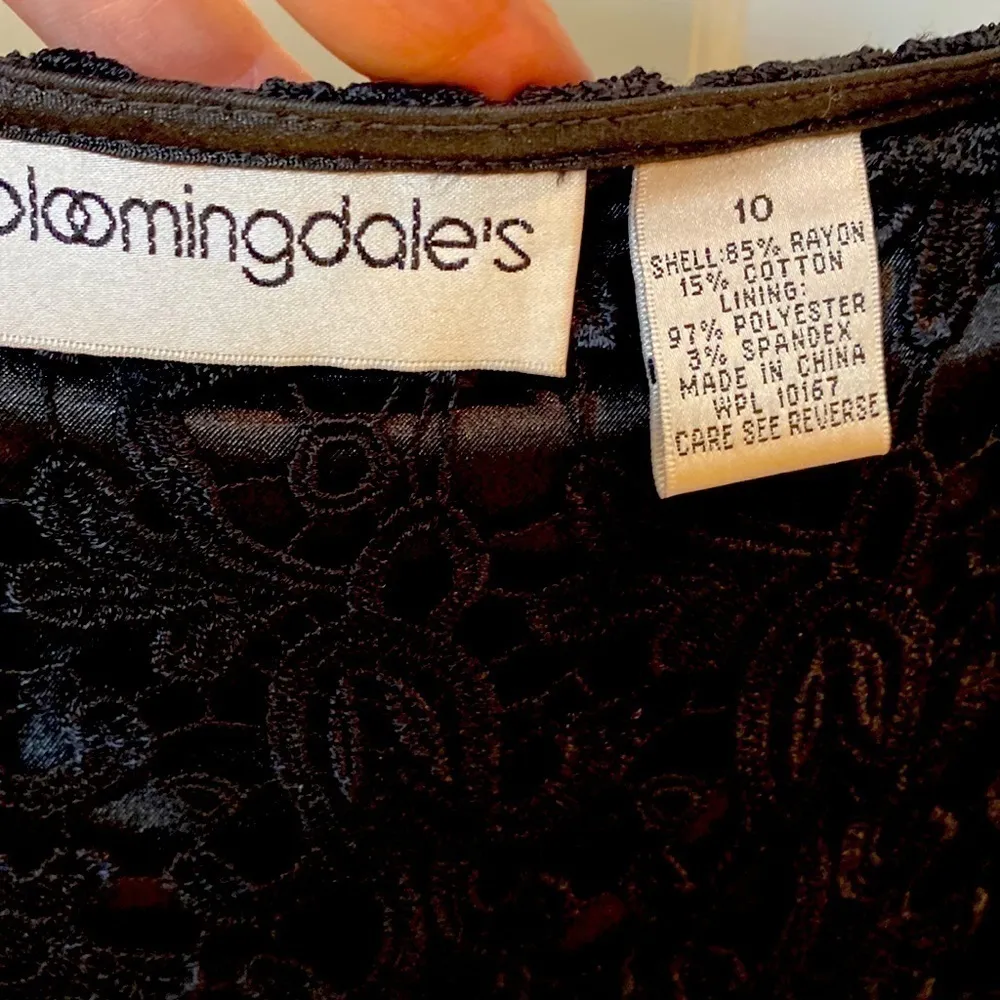 bloomingdale's
10
SHELL:85% RAYON
15% COTTON
LINING:
97% POLYESTER
3% SPANDEX
MADE IN CHINA
WPL 10167
CARE SEE REVERSE